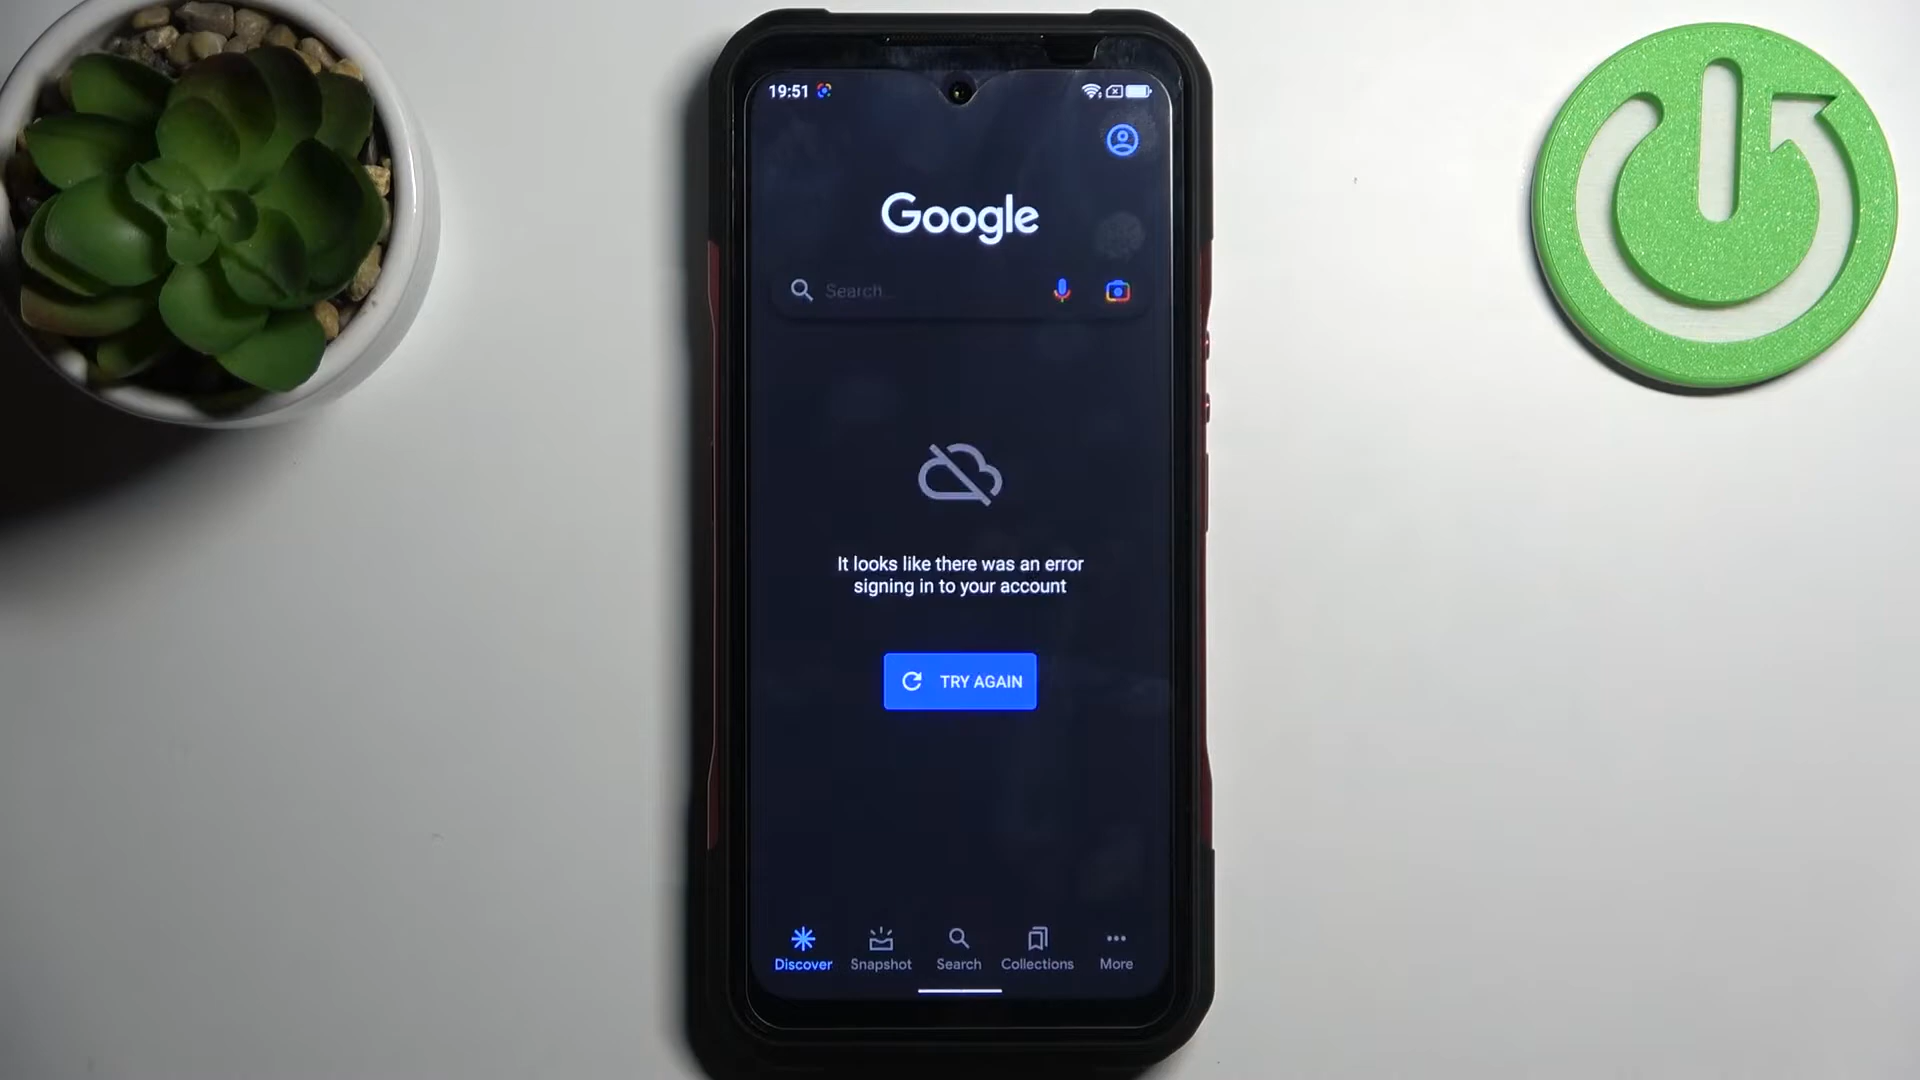 19:51
Google
Search...
It looks like there was an error
signing in to your account
TRY AGAIN
Discover Snapshot Search Collections More